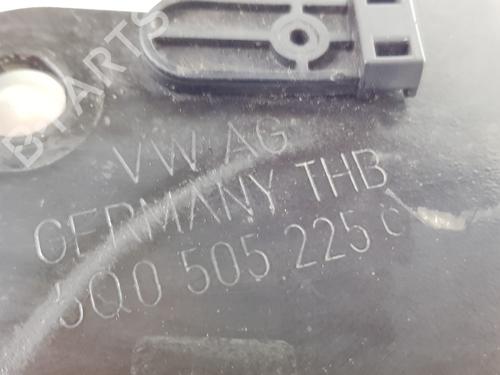 B-PARTS
VW AG
GERMANY THB
5Q0 505 225 C